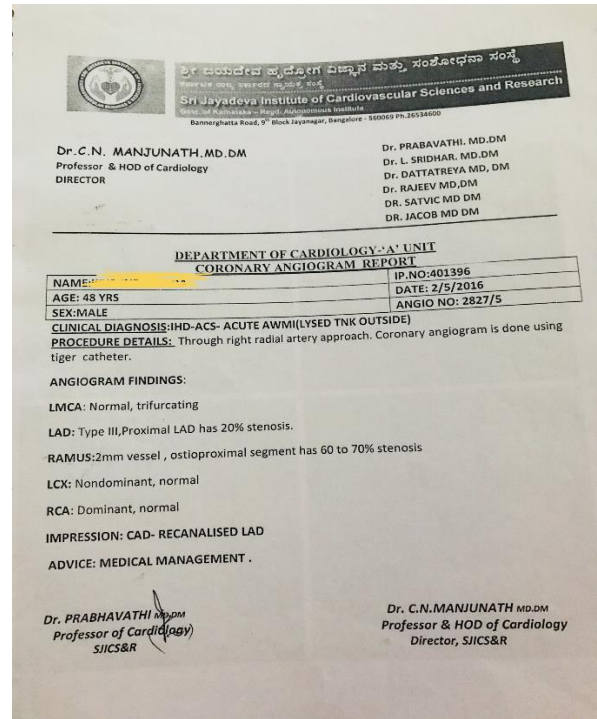 ಶ್ರೀ ಜಯದೇವ ಹೃದ್ರೋಗ ವಿಜ್ಞಾನ ಮತ್ತು ಸಂಶೋಧನಾ ಸಂಸ್ಥೆ
Sri Jayadeva Institute of Cardiovascular Sciences and Research
Govt. of Karnataka – Regd. Autonomous Institute
Bannerghatta Road, 9th Block Jayanagar, Bangalore - 560069 Ph.26534600
Dr.C.N. MANJUNATH.MD.DM
Professor & HOD of Cardiology
DIRECTOR
Dr. PRABAVATHI. MD.DM
Dr. L. SRIDHAR. MD.DM
Dr. DATTATREYA MD, DM
Dr. RAJEEV MD,DM
DR. SATVIC MD DM
DR. JACOB MD DM
DEPARTMENT OF CARDIOLOGY-'A' UNIT
CORONARY ANGIOGRAM REPORT
NAME:
IP.NO:401396
AGE: 48 YRS
DATE: 2/5/2016
SEX:MALE
ANGIO NO: 2827/5
CLINICAL DIAGNOSIS:IHD-ACS- ACUTE AWMI(LYSED TNK OUTSIDE)
PROCEDURE DETAILS: Through right radial artery approach. Coronary angiogram is done using
tiger catheter.
ANGIOGRAM FINDINGS:
LMCA: Normal, trifurcating
LAD: Type III,Proximal LAD has 20% stenosis.
RAMUS:2mm vessel , ostioproximal segment has 60 to 70% stenosis
LCX: Nondominant, normal
RCA: Dominant, normal
IMPRESSION: CAD- RECANALISED LAD
ADVICE: MEDICAL MANAGEMENT .
Dr. PRABHAVATHI MD.DM
Professor of Cardiology)
SJICS&R
Dr. C.N.MANJUNATH MD.DM
Professor & HOD of Cardiology
Director, SJICS&R